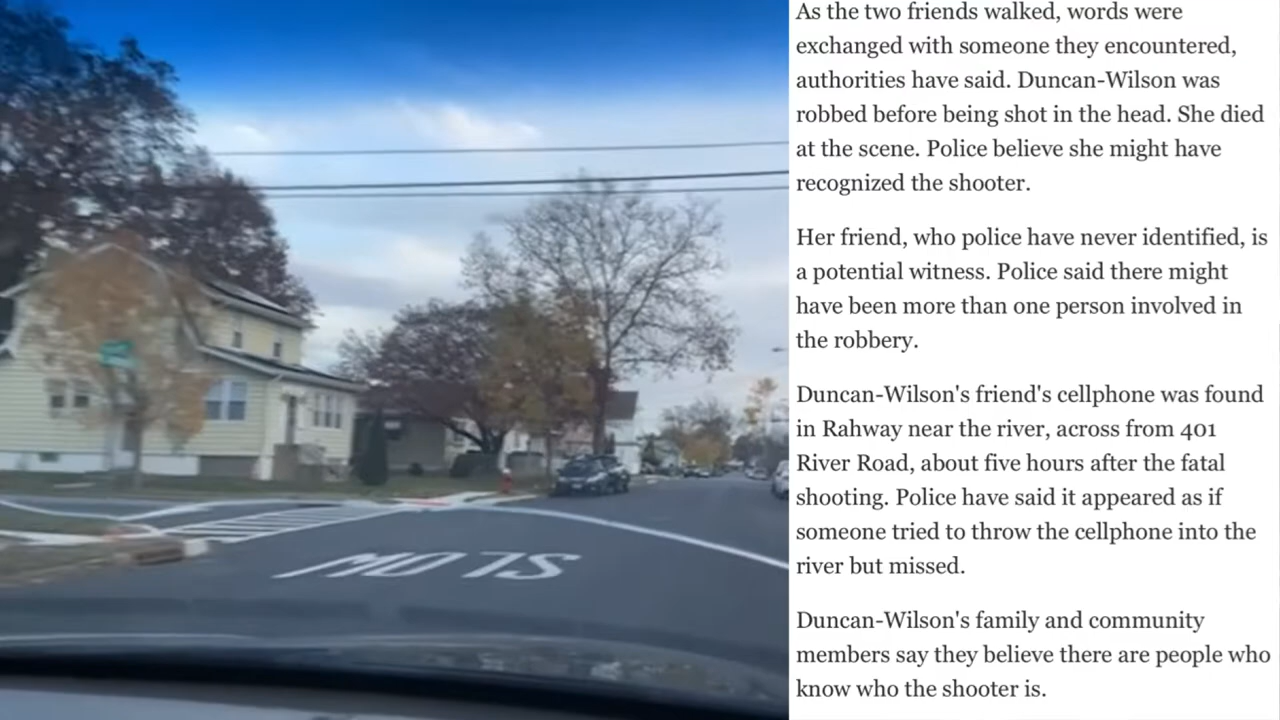 SLOW
As the two friends walked, words were
exchanged with someone they encountered,
authorities have said. Duncan-Wilson was
robbed before being shot in the head. She died
at the scene. Police believe she might have
recognized the shooter.
Her friend, who police have never identified, is
a potential witness. Police said there might
have been more than one person involved in
the robbery.
Duncan-Wilson's friend's cellphone was found
in Rahway near the river, across from 401
River Road, about five hours after the fatal
shooting. Police have said it appeared as if
someone tried to throw the cellphone into the
river but missed.
Duncan-Wilson's family and community
members say they believe there are people who
know who the shooter is.